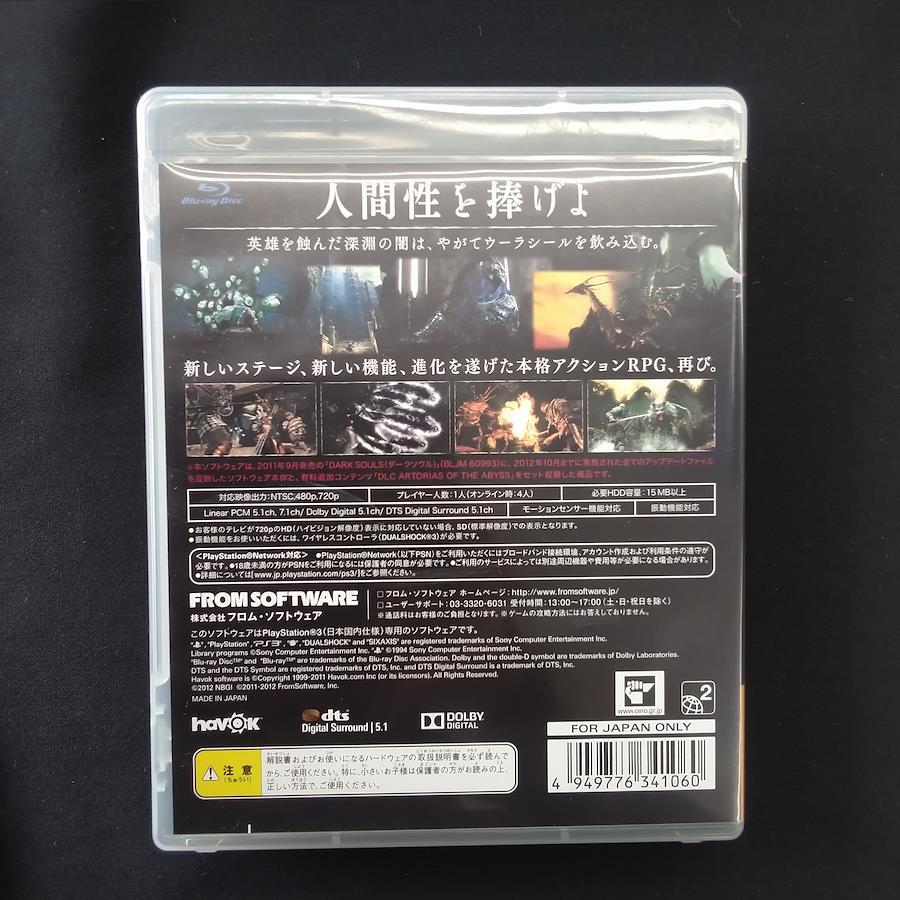 Blu-ray Disc
人間性を捧げよ
英雄を蝕んだ深淵の闇は、やがてウーラシールを飲み込む。
新しいステージ、新しい機能、進化を遂げた本格アクションRPG、再び。
※本ソフトウェアは、2011年9月発売の「DARK SOULS(ダークソウル)」(BLJM 60993)に、2012年10月までに実施された全てのアップデートファイル
を反映したソフトウェア本体と、有料追加コンテンツ「DLC ARTORIAS OF THE ABYSS」をセット収録した商品です。
対応映像出力:NTSC,480p,720p
プレイヤー人数:1人(オンライン時:4人)
必要HDD容量:15MB以上
Linear PCM 5.1ch, 7.1ch/ Dolby Digital 5.1ch/ DTS Digital Surround 5.1ch
モーションセンサー機能対応
振動機能対応
●お客様のテレビが720pのHD(ハイビジョン解像度)表示に対応していない場合、SD(標準解像度)での表示となります。
●振動機能をお使いいただくには、ワイヤレスコントローラ(DUALSHOCK®3)が必要です。
<PlayStation®Network対応> ●PlayStation®Network(以下PSN)をご利用いただくにはブロードバンド接続環境、アカウント作成および利用条件の遵守が
必要です。●18歳未満の方がPSNをご利用になるには保護者の同意が必要です。●ご利用のサービスによっては別途周辺機器や費用等が必要になる場合があります。
●詳細については[www.jp.playstation.com/ps3/]をご参照ください。
FROMSOFTWARE
株式会社フロム・ソフトウェア
□フロム・ソフトウェア ホームページ:http://www.fromsoftware.jp/
□ユーザーサポート:03-3320-6031 受付時間:13:00〜17:00(土・日・祝日を除く)
※通話料はお客様のご負担となります。※ゲームの攻略方法にはお答えしておりません。
このソフトウェアはPlayStation®3(日本国内仕様)専用のソフトウェアです。
"PlayStation", "PS3", "DUALSHOCK" and "SIXAXIS" are registered trademarks of Sony Computer Entertainment Inc.
Library programs ©Sony Computer Entertainment Inc. ©1994 Sony Computer Entertainment Inc.
"Blu-ray Disc™" and "Blu-ray™" are trademarks of the Blu-ray Disc Association. Dolby and the double-D symbol are trademarks of Dolby Laboratories.
DTS and the DTS Symbol are registered trademarks of DTS, Inc. and DTS Digital Surround is a trademark of DTS, Inc.
Havok software is ©Copyright 1999-2011 Havok.com Inc (or its licensors). All Rights Reserved.
©2012 NBGI ©2011-2012 FromSoftware, Inc.
MADE IN JAPAN
www.cero.gr.jp
2
havok
dts
Digital Surround | 5.1
DOLBY
DIGITAL
FOR JAPAN ONLY
注意
(ちゅうい)
解説書およびお使いになるハードウェアの取扱説明書を必ず読んで
から、ご使用ください。特に、小さいお子様は保護者の方がお読みの上、
正しい方法で、ご使用ください。
4 949776 341060